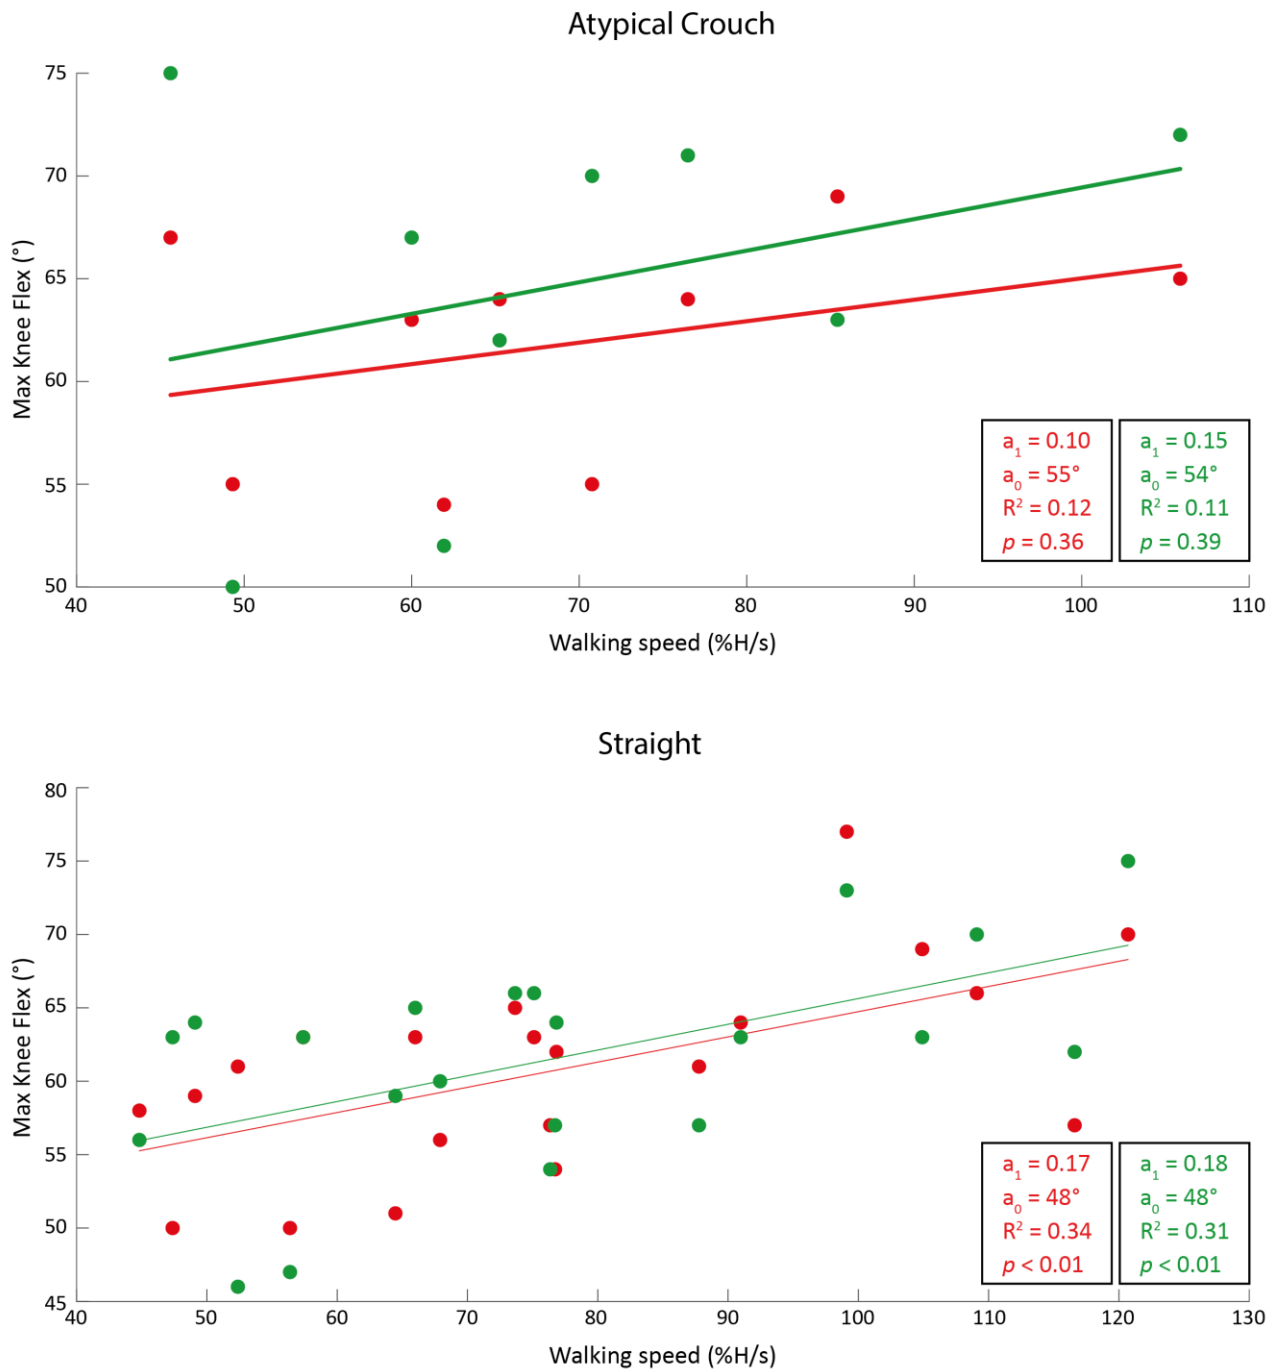 Atypical Crouch
75
70
65
60
55
50
Max Knee Flex (°)
40 50 60 70 80 90 100 110
Walking speed (%H/s)
a₁ = 0.10
a₀ = 55°
R² = 0.12
p = 0.36
a₁ = 0.15
a₀ = 54°
R² = 0.11
p = 0.39
Straight
80
75
70
65
60
55
50
45
Max Knee Flex (°)
40 50 60 70 80 90 100 110 120 130
Walking speed (%H/s)
a₁ = 0.17
a₀ = 48°
R² = 0.34
p < 0.01
a₁ = 0.18
a₀ = 48°
R² = 0.31
p < 0.01